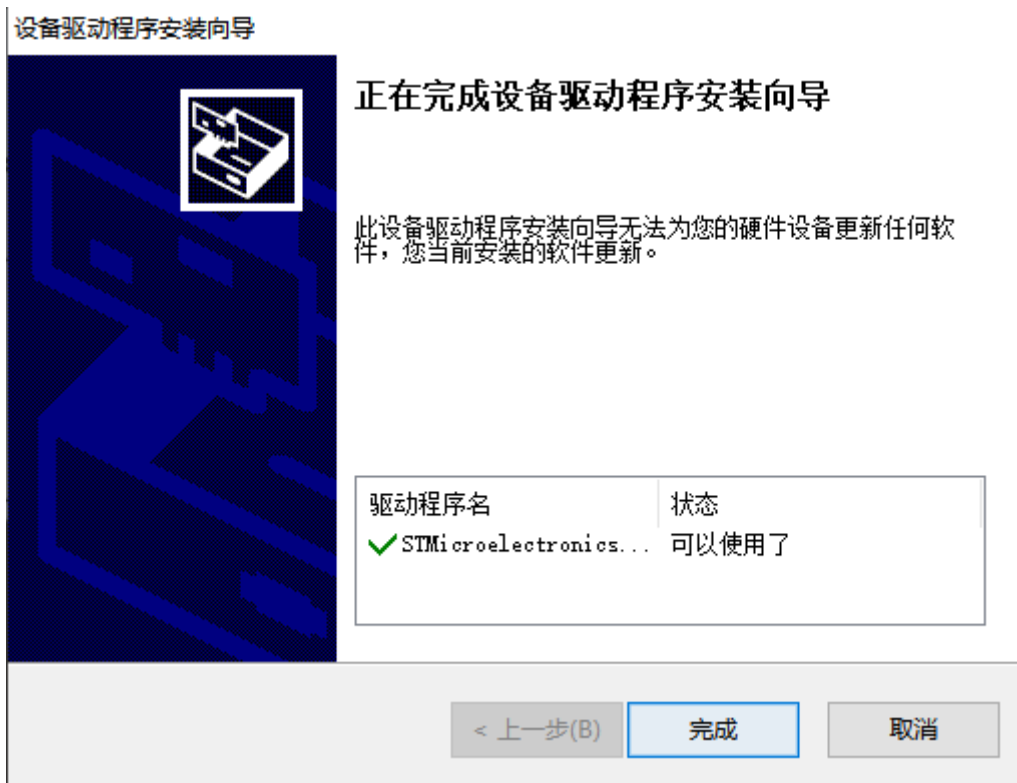 设备驱动程序安装向导
正在完成设备驱动程序安装向导
此设备驱动程序安装向导无法为您的硬件设备更新任何软
件，您当前安装的软件更新。
驱动程序名 状态
STMicroelectronics... 可以使用了
< 上一步(B) 完成 取消